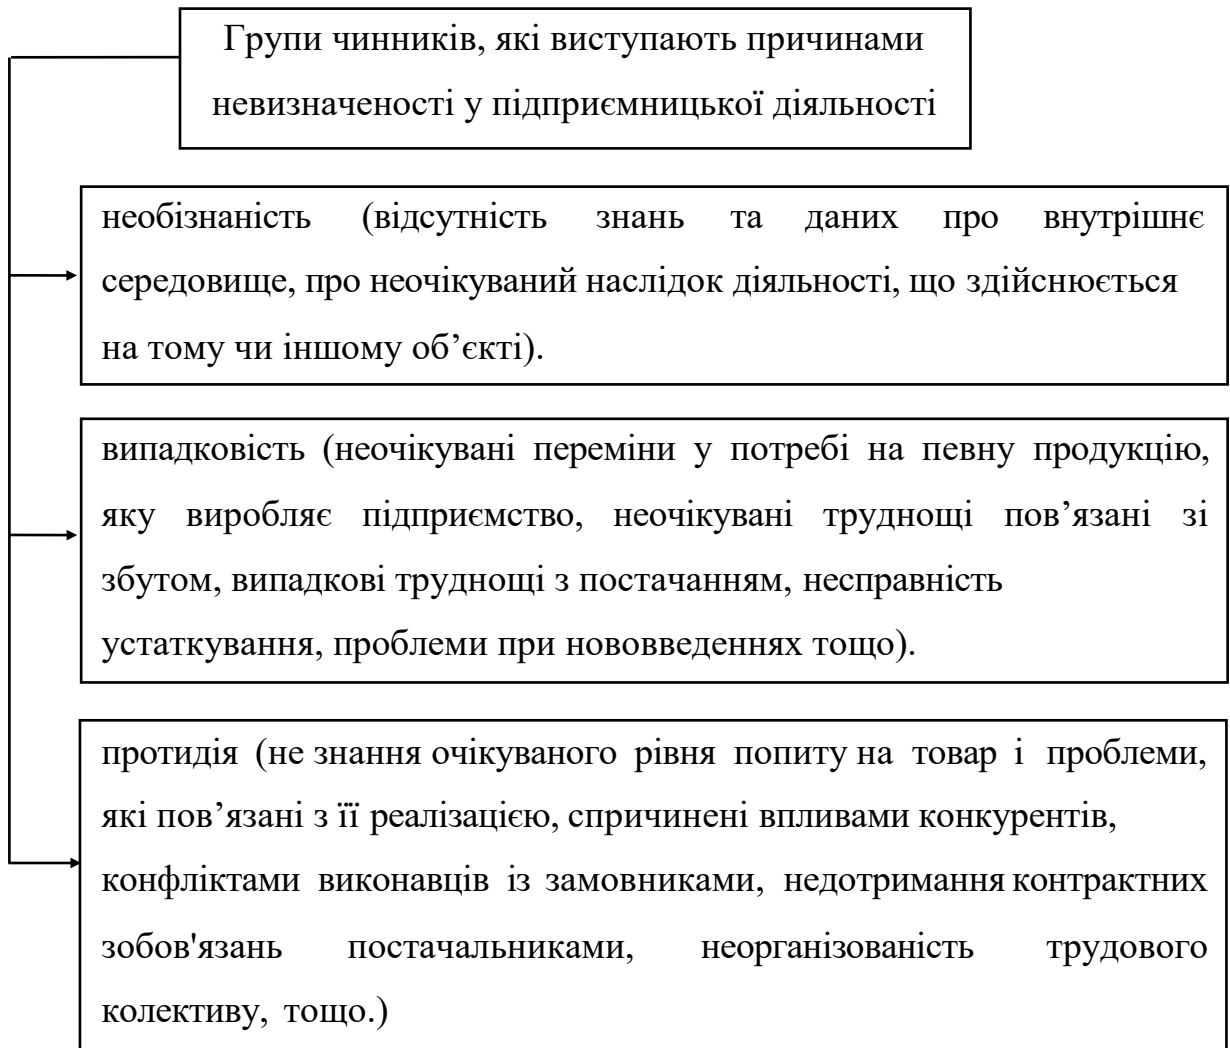 Групи чинників, які виступають причинами
невизначеності у підприємницької діяльності
необізнаність (відсутність знань та даних про внутрішнє
середовище, про неочікуваний наслідок діяльності, що здійснюється
на тому чи іншому об’єкті).
випадковість (неочікувані переміни у потребі на певну продукцію,
яку виробляє підприємство, неочікувані труднощі пов’язані зі
збутом, випадкові труднощі з постачанням, несправність
устаткування, проблеми при нововведеннях тощо).
протидія (не знання очікуваного рівня попиту на товар і проблеми,
які пов’язані з її реалізацією, спричинені впливами конкурентів,
конфліктами виконавців із замовниками, недотримання контрактних
зобов'язань постачальниками, неорганізованість трудового
колективу, тощо.)